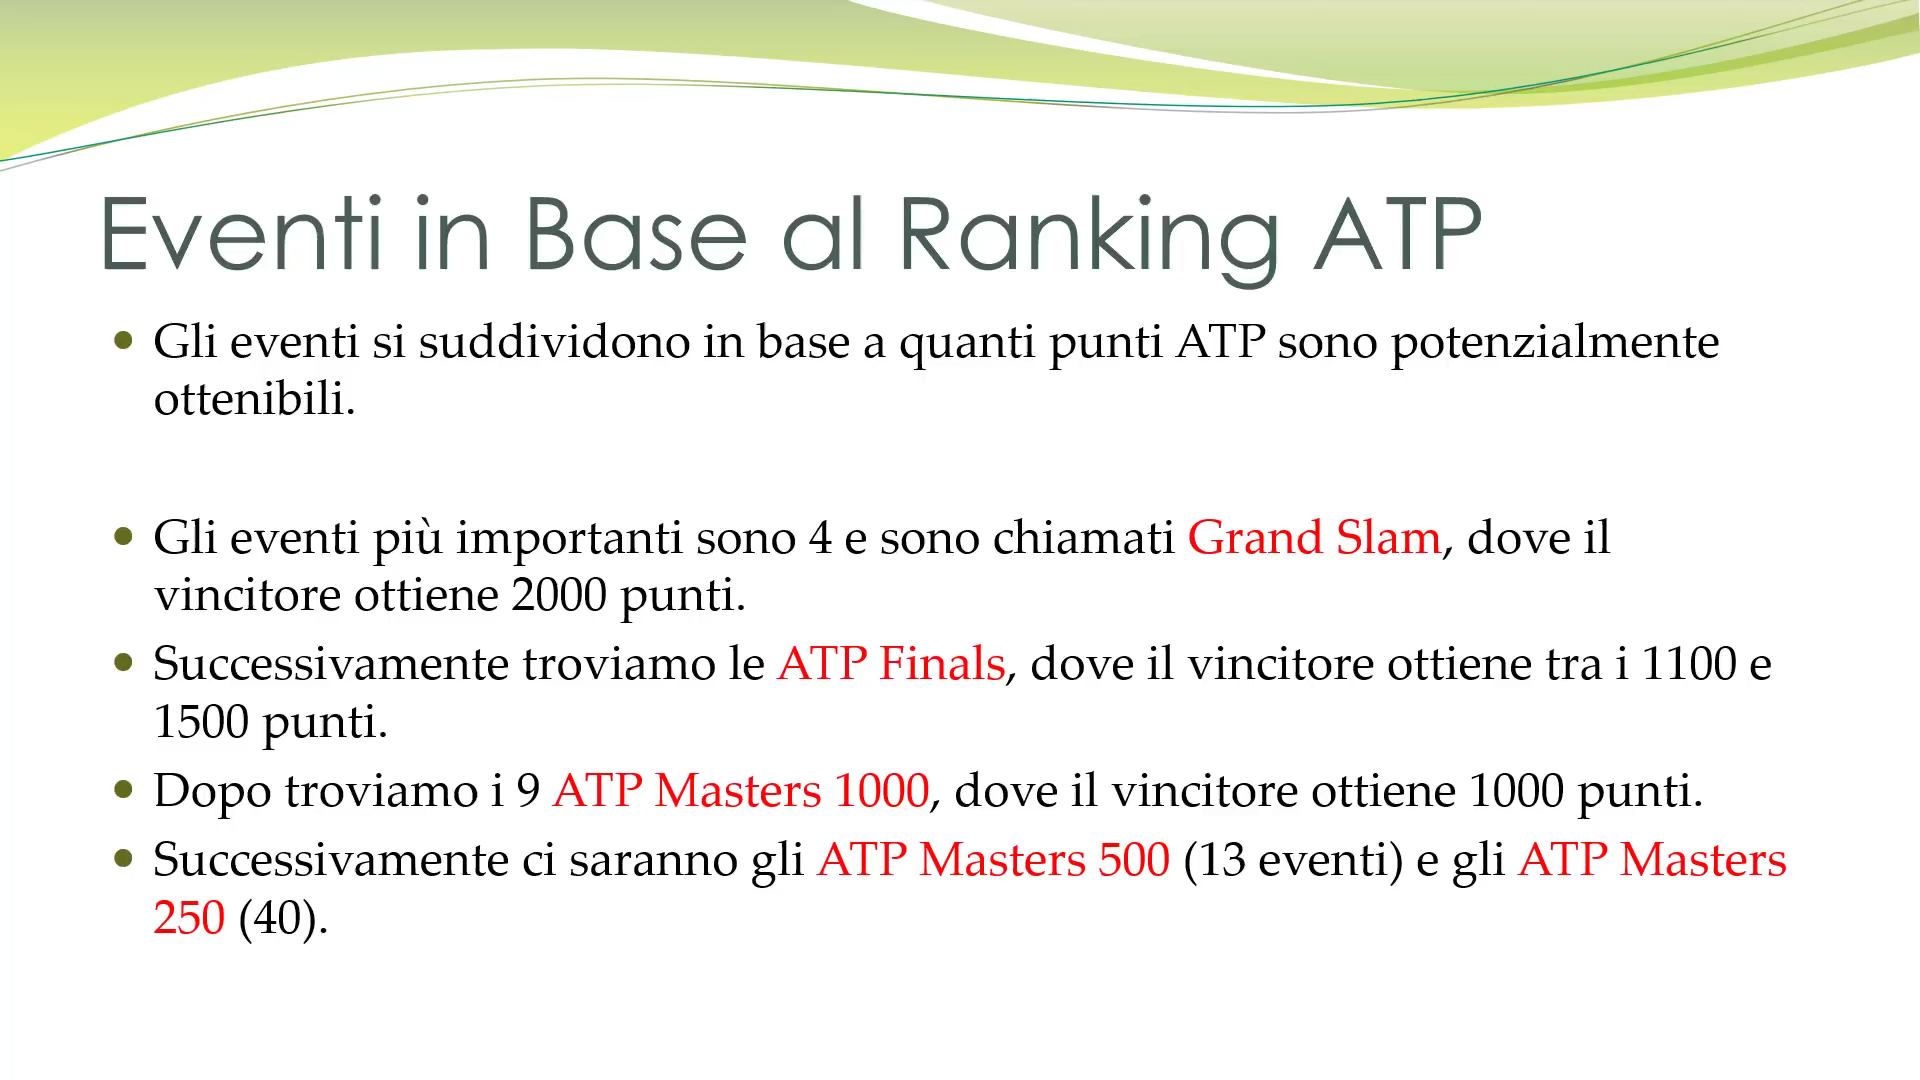 Eventi in Base al Ranking ATP
• Gli eventi si suddividono in base a quanti punti ATP sono potenzialmente
ottenibili.
• Gli eventi più importanti sono 4 e sono chiamati Grand Slam, dove il
vincitore ottiene 2000 punti.
• Successivamente troviamo le ATP Finals, dove il vincitore ottiene tra i 1100 e
1500 punti.
• Dopo troviamo i 9 ATP Masters 1000, dove il vincitore ottiene 1000 punti.
• Successivamente ci saranno gli ATP Masters 500 (13 eventi) e gli ATP Masters
250 (40).